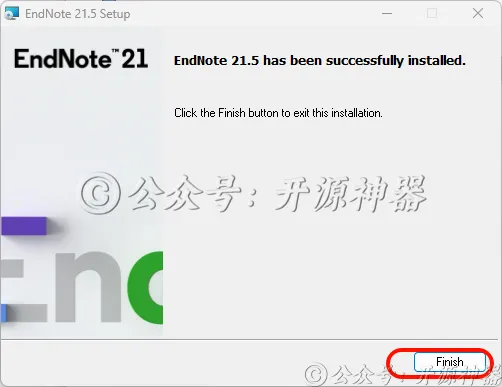 EndNote 21.5 Setup
EndNote™ 21
EndNote 21.5 has been successfully installed.
Click the Finish button to exit this installation.
©公众号：开源神器
End
Finish
©公众号：开源神器